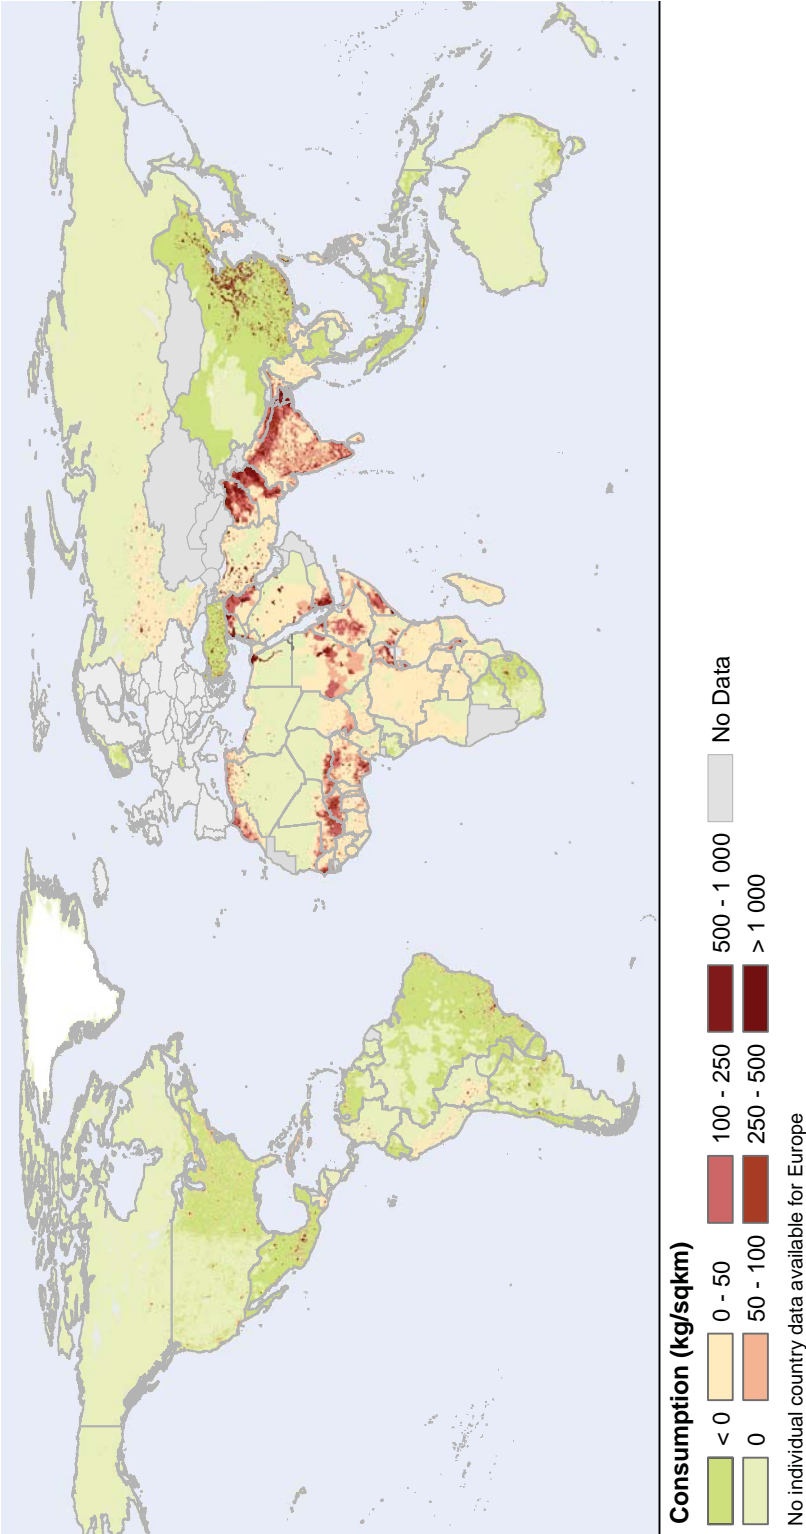 Consumption (kg/sqkm)
< 0 0 - 50 100 - 250 500 - 1 000 No Data
0 50 - 100 250 - 500 > 1 000
No individual country data available for Europe